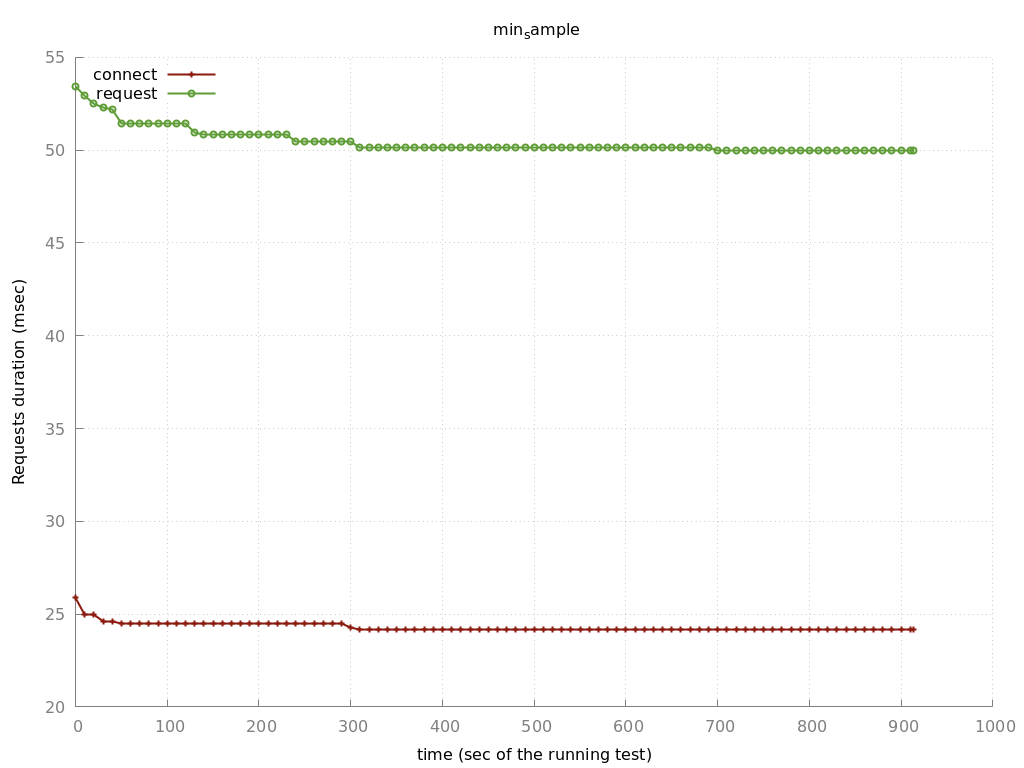 min_sample
55
connect
request
50
45
40
35
30
25
20
Requests duration (msec)
0 100 200 300 400 500 600 700 800 900 1000
time (sec of the running test)